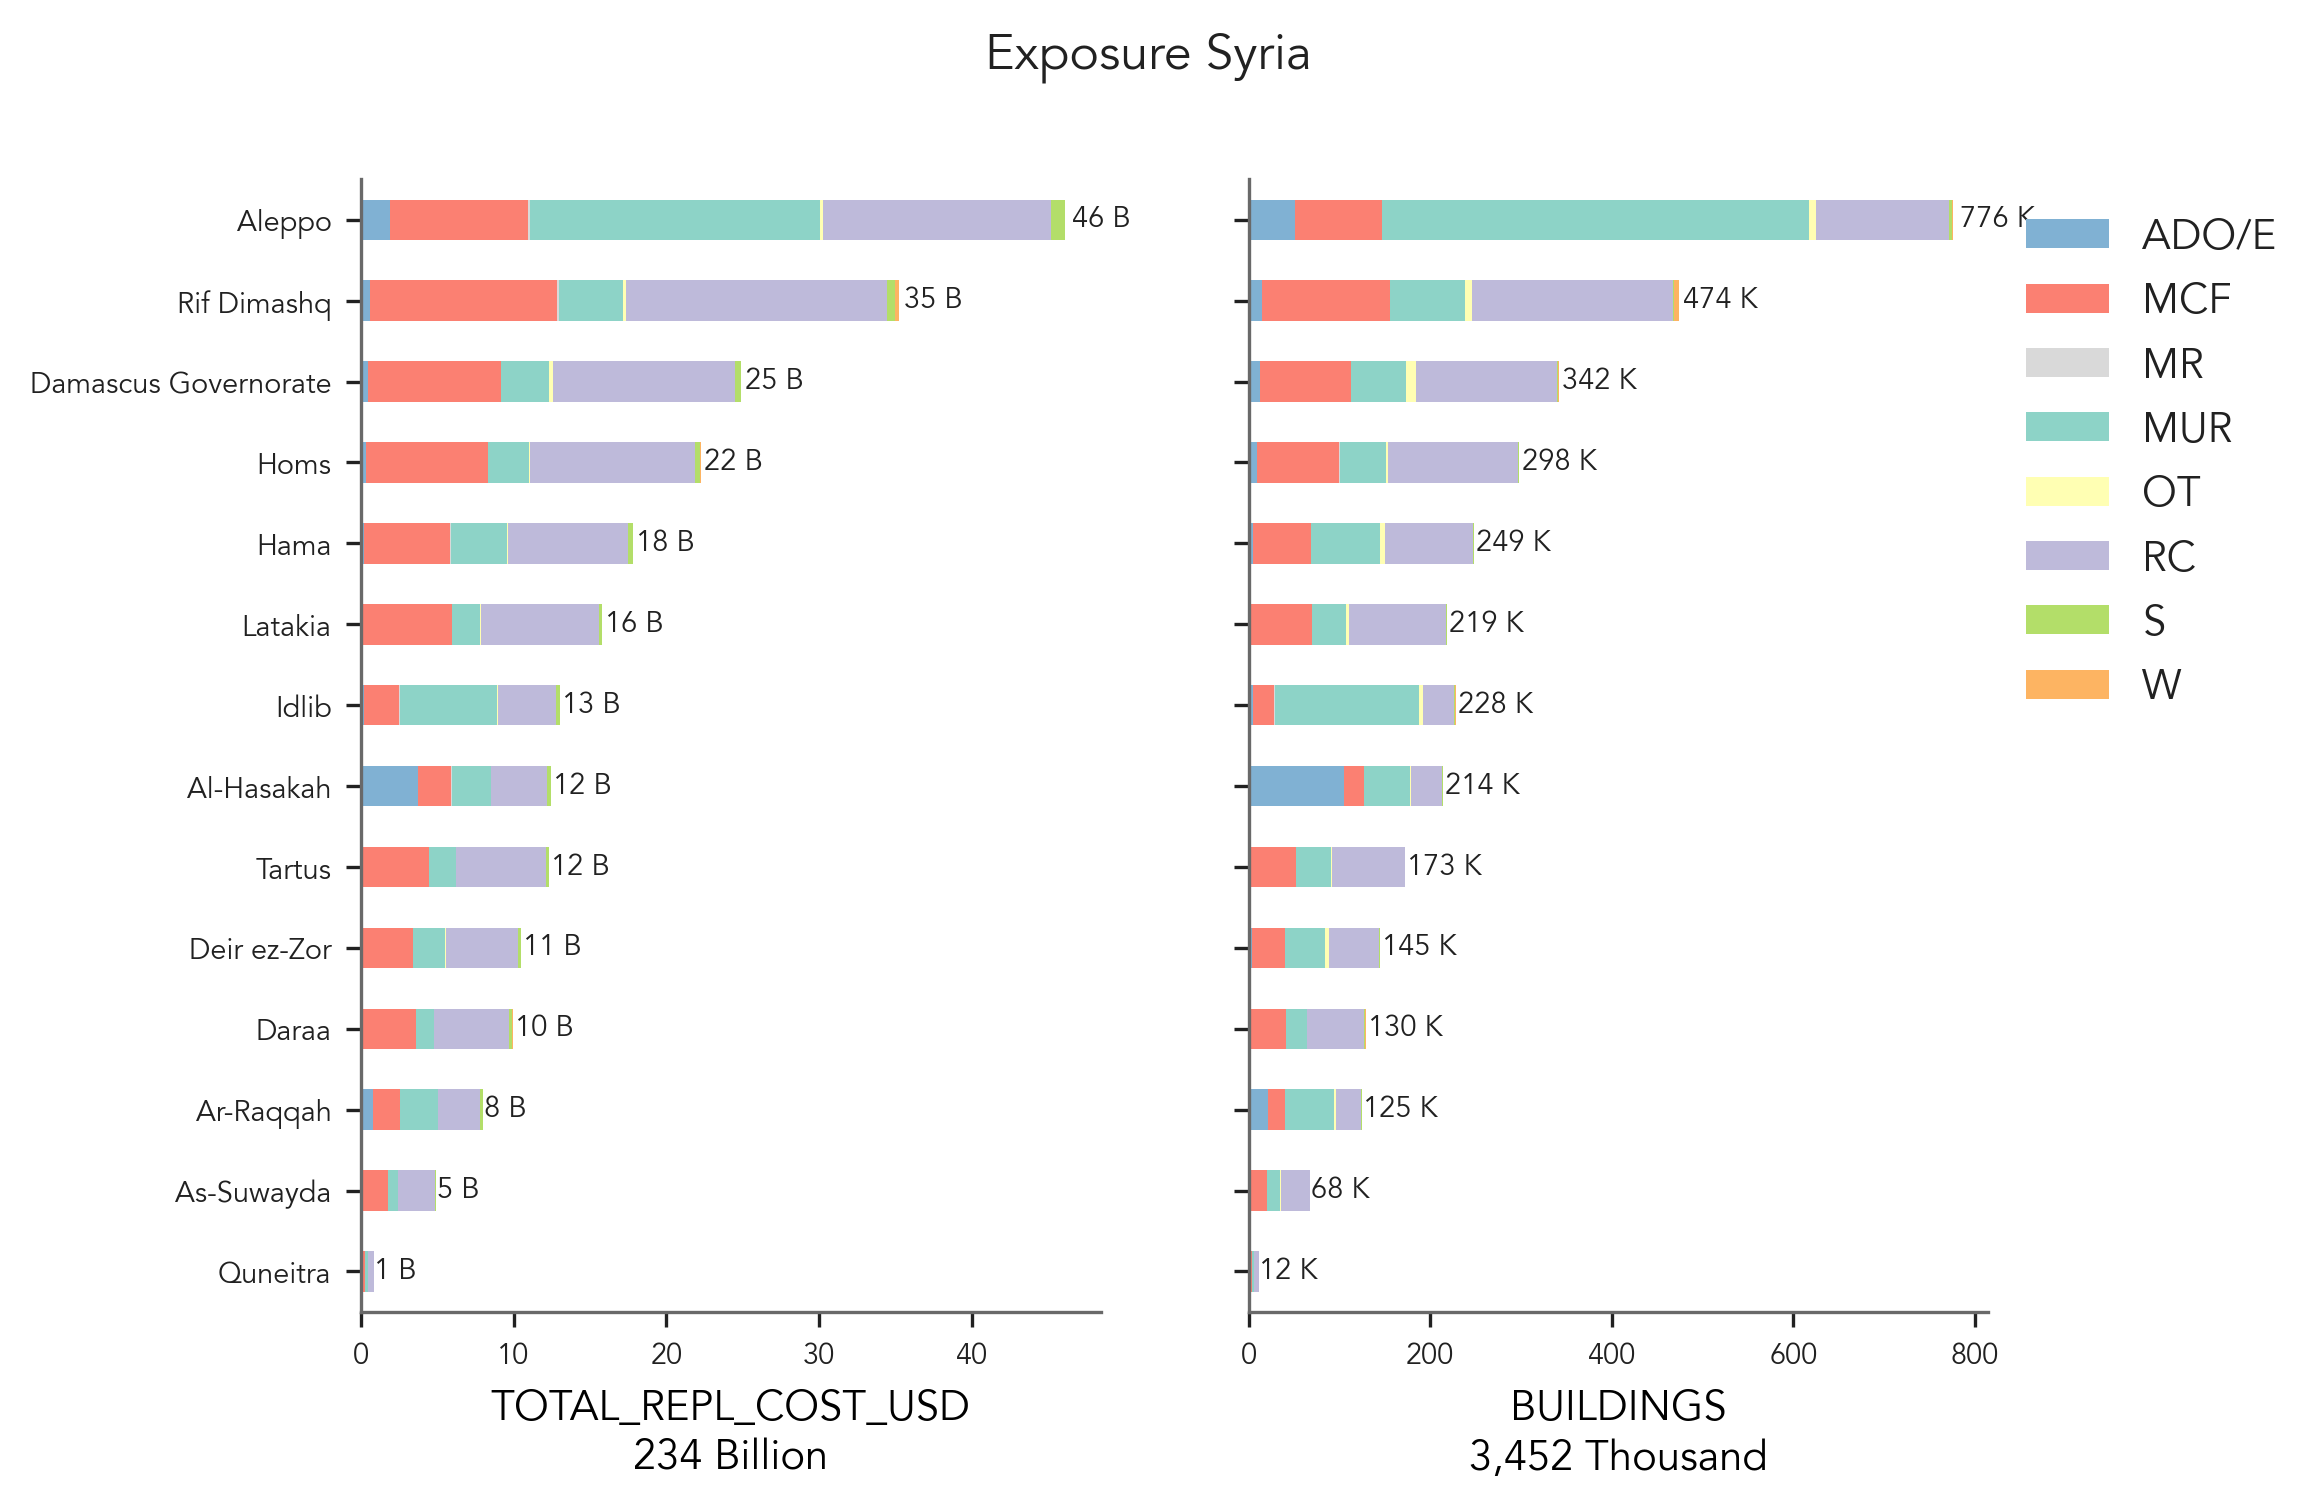 Exposure Syria
Aleppo
Rif Dimashq
Damascus Governorate
Homs
Hama
Latakia
Idlib
Al-Hasakah
Tartus
Deir ez-Zor
Daraa
Ar-Raqqah
As-Suwayda
Quneitra
46 B
35 B
25 B
22 B
18 B
16 B
13 B
12 B
12 B
11 B
10 B
8 B
5 B
1 B
0 10 20 30 40
TOTAL_REPL_COST_USD
234 Billion
776 K
474 K
342 K
298 K
249 K
219 K
228 K
214 K
173 K
145 K
130 K
125 K
68 K
12 K
0 200 400 600 800
BUILDINGS
3,452 Thousand
ADO/E
MCF
MR
MUR
OT
RC
S
W